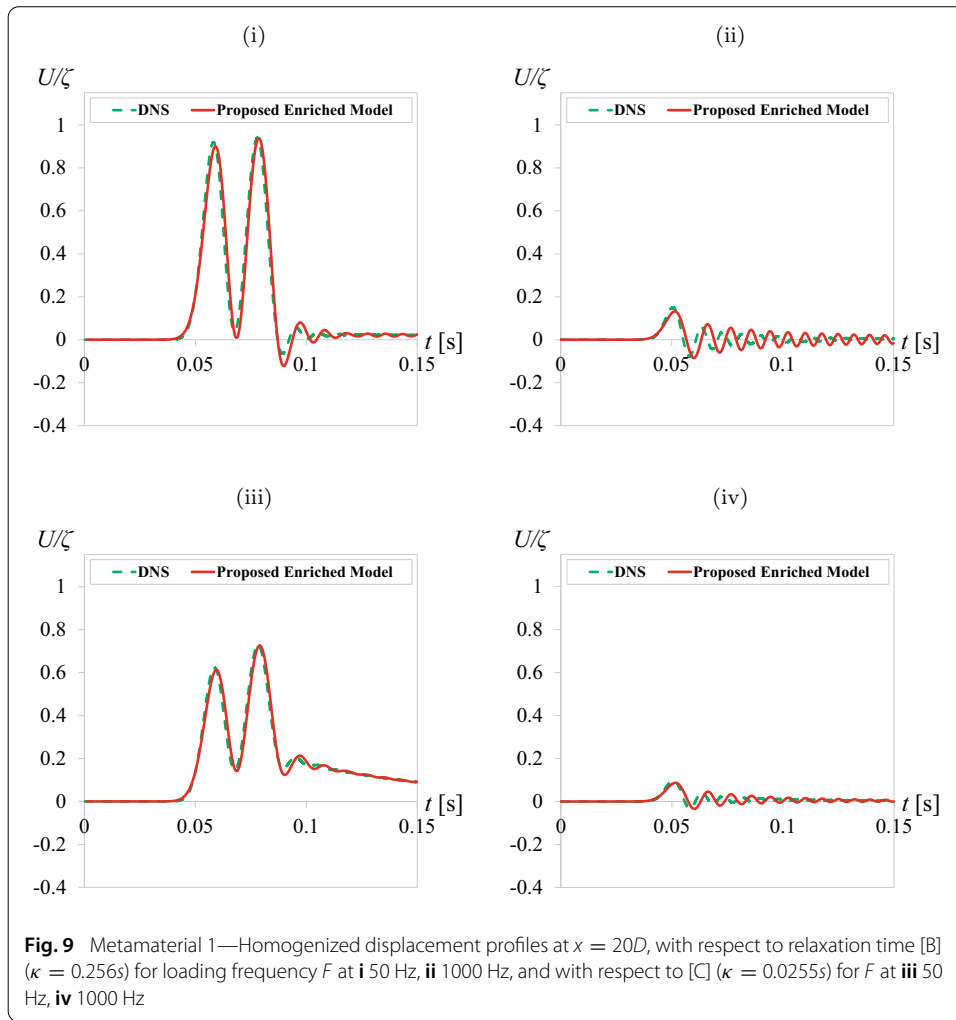 (i)
U/ζ
DNS Proposed Enriched Model
1
0.8
0.6
0.4
0.2
0
-0.2
-0.4
0 0.05 0.1 0.15
t [s]
(ii)
U/ζ
DNS Proposed Enriched Model
1
0.8
0.6
0.4
0.2
0
-0.2
-0.4
0 0.05 0.1 0.15
t [s]
(iii)
U/ζ
DNS Proposed Enriched Model
1
0.8
0.6
0.4
0.2
0
-0.2
-0.4
0 0.05 0.1 0.15
t [s]
(iv)
U/ζ
DNS Proposed Enriched Model
1
0.8
0.6
0.4
0.2
0
-0.2
-0.4
0 0.05 0.1 0.15
t [s]
Fig. 9 Metamaterial 1—Homogenized displacement profiles at x = 20D, with respect to relaxation time [B]
(κ = 0.256s) for loading frequency F at i 50 Hz, ii 1000 Hz, and with respect to [C] (κ = 0.0255s) for F at iii 50
Hz, iv 1000 Hz